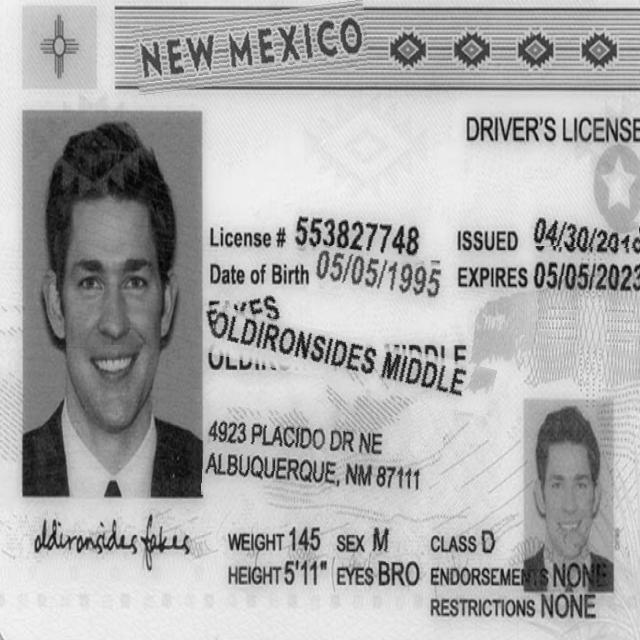 NEW MEXICO
DRIVER'S LICENSE
License # 553827748
ISSUED 04/30/2018
Date of Birth 05/05/1995
EXPIRES 05/05/2023
FAKES
OLDIRONSIDES MIDDLE
MIDDLE
4923 PLACIDO DR NE
ALBUQUERQUE, NM 87111
oldironsides fakes
WEIGHT 145 SEX M CLASS D
HEIGHT 5'11" EYES BRO ENDORSEMENTS NONE
RESTRICTIONS NONE